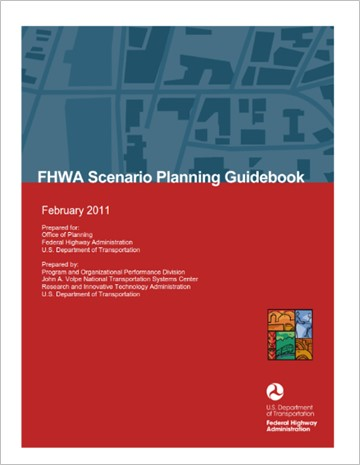 FHWA Scenario Planning Guidebook
February 2011
Prepared for:
Office of Planning
Federal Highway Administration
U.S. Department of Transportation
Prepared by:
Program and Organizational Performance Division
John A. Volpe National Transportation Systems Center
Research and Innovative Technology Administration
U.S. Department of Transportation
U.S. Department
of Transportation
Federal Highway
Administration